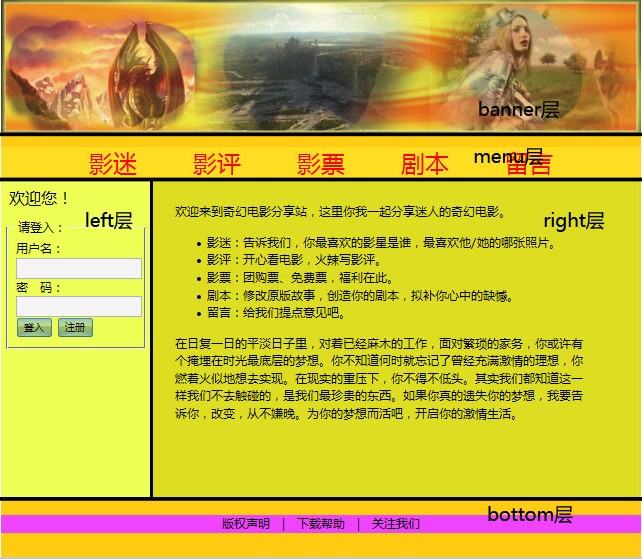 banner层
影迷 影评 影票 剧本 留言
menu层
欢迎您！
left层
请登入：
用户名：
密 码：
登入 注册
right层
欢迎来到奇幻电影分享站，这里你我一起分享迷人的奇幻电影。
• 影迷：告诉我们，你最喜欢的影星是谁，最喜欢他/她的哪张照片。
• 影评：开心看电影，火辣写影评。
• 影票：团购票、免费票，福利在此。
• 剧本：修改原版故事，创造你的剧本，拟补你心中的缺憾。
• 留言：给我们提点意见吧。
在日复一日的平淡日子里，对着已经麻木的工作，面对繁琐的家务，你或许有
一个掩埋在时光最底层的梦想。你不知道何时就忘记了曾经充满激情的理想，你
燃着火似地想去实现。在现实的重压下，你不得不低头。其实我们都知道这一
样我们不去触碰的，是我们最珍贵的东西。如果你真的遗失你的梦想，我要告
诉你，改变，从不嫌晚。为你的梦想而活吧，开启你的激情生活。
bottom层
版权声明 | 下载帮助 | 关注我们